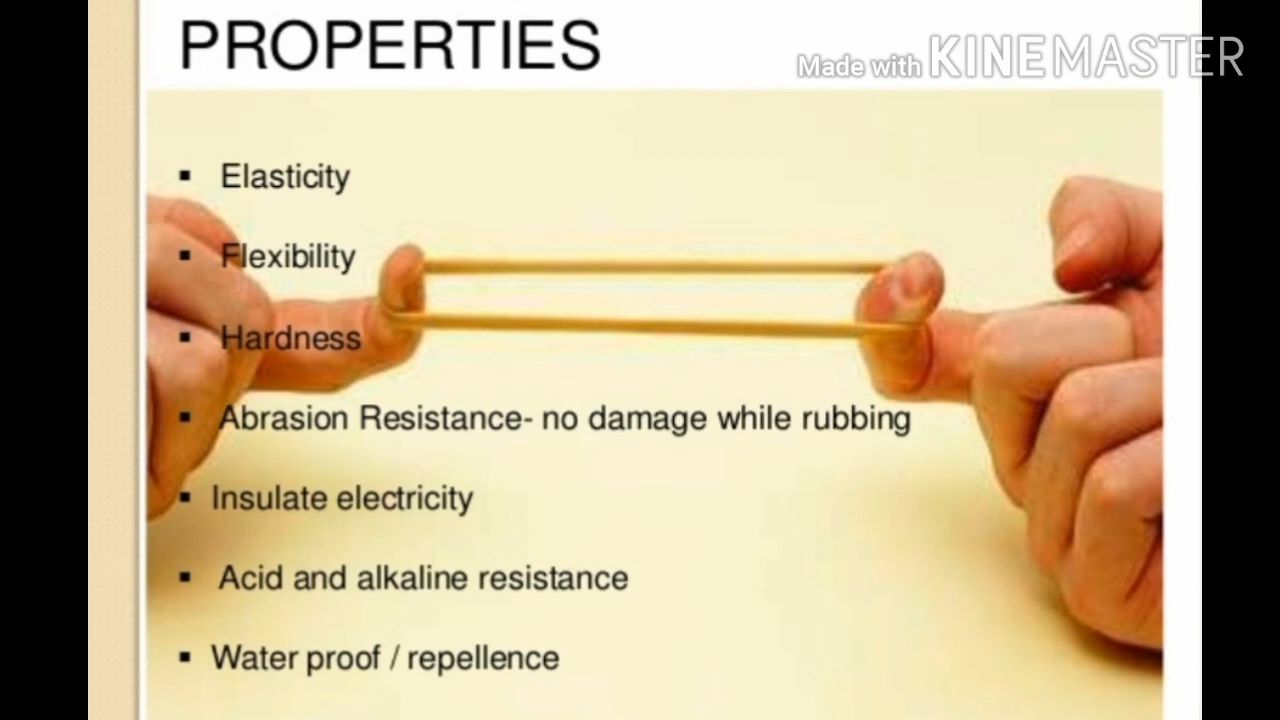 PROPERTIES
Made with KINEMASTER
▪ Elasticity
▪ Flexibility
▪ Hardness
▪ Abrasion Resistance- no damage while rubbing
▪ Insulate electricity
▪ Acid and alkaline resistance
▪ Water proof / repellence